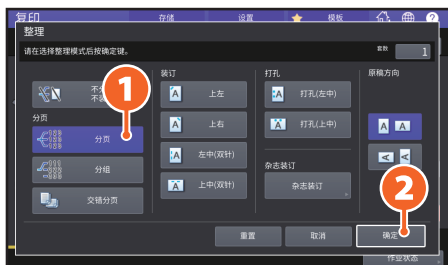 复印
存储
设置
模板
整理
请在选择整理模式后按确定键。
套数
1
装订
打孔
原稿方向
1
上左
打孔(左中)
分页
上右
打孔(上中)
分页
左中(双针)
分组
杂志装订
上中(双针)
杂志装订
交错分页
2
重置
取消
确定
作业状态